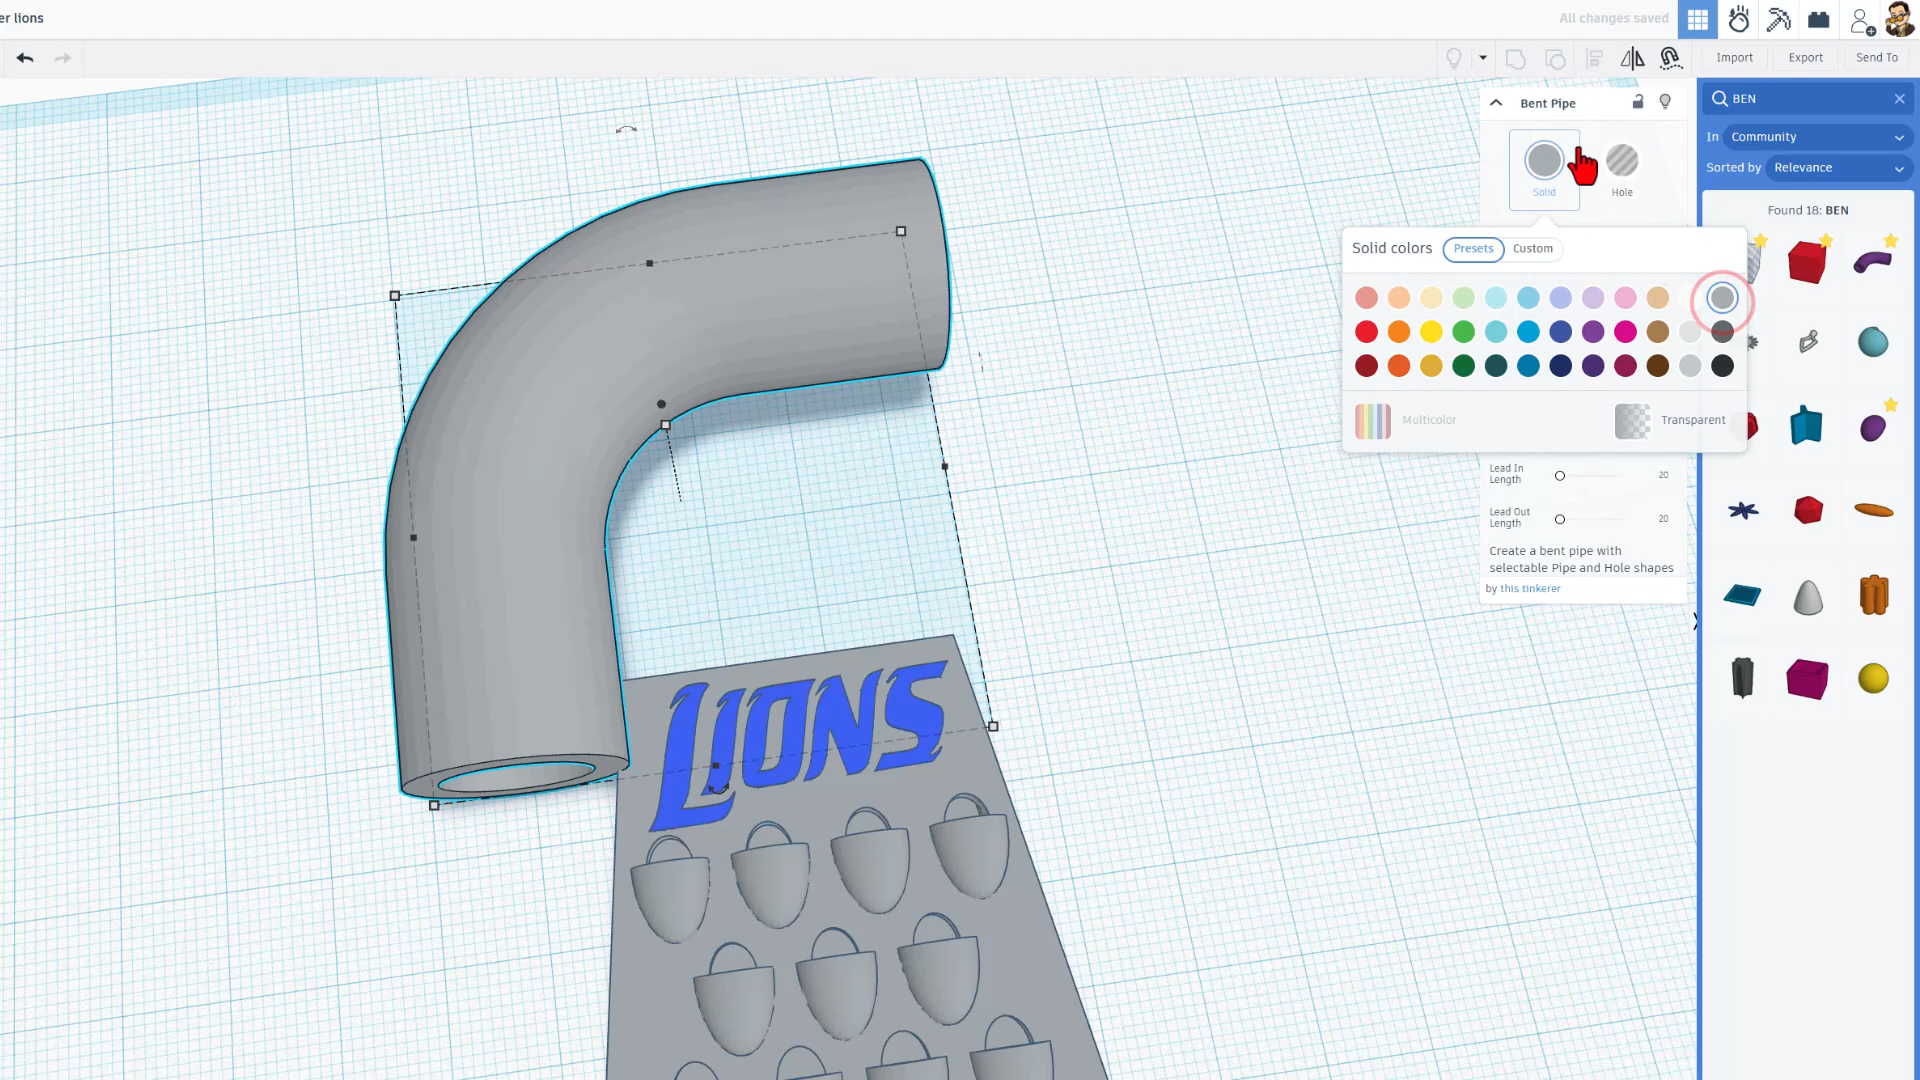 er lions
All changes saved
Import
Export
Send To
BEN
In
Community
Sorted by
Relevance
Found 18: BEN
Bent Pipe
Solid
Hole
Solid colors
Presets
Custom
Multicolor
Transparent
Lead In
Length
20
Lead Out
Length
20
Create a bent pipe with
selectable Pipe and Hole shapes
by this tinkerer
LIONS